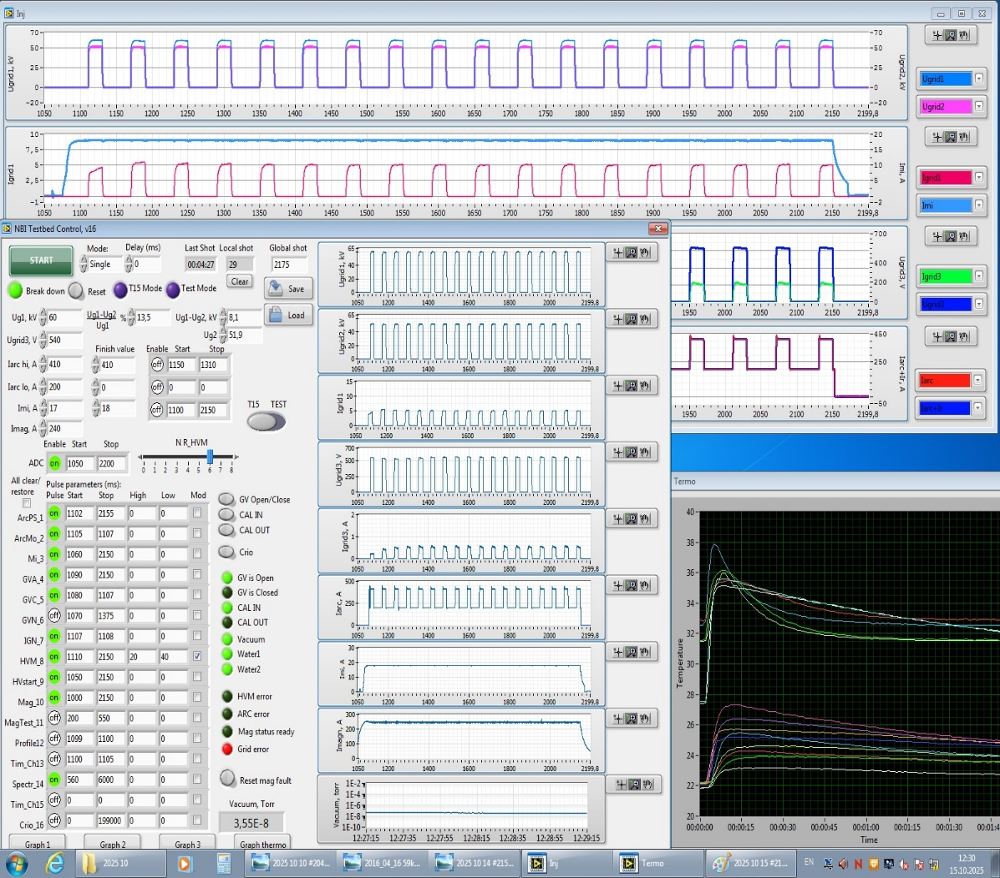 Inj
Ugrid1, kV
70
50
25
0
-20
1050 1100 1150 1200 1250 1300 1350 1400 1450 1500 1550 1600 1650 1700 1750 1800 1850 1900 1950 2000 2050 2100 2150 2199,8
70
50
0
-20
Ugrid2, kV
Ugrid1
Ugrid2
Igrid1
10
7,5
5
2,5
-1
1050 1100 1150 1200 1250 1300 1350 1400 1450 1500 1550 1600 1650 1700 1750 1800 1850 1900 1950 2000 2050 2100 2150 2199,8
20
15
10
5
-2
Imi, A
Igrid1
Imi
700
400
200
0
Ugrid3, V
1950 2000 2050 2100 2150 2199,8
Igrid3
Ugrid3
450
250
-50
Iarc+Ir, A
1950 2000 2050 2100 2150 2199,8
Iarc
Iarc+Ir
NBI Testbed Control, v16
START
Mode:
Single
Delay (ms)
0
Last Shot
00:04:27
Local shot
29
Clear
Global shot
2175
Break down
Reset
T15 Mode
Test Mode
Save
Load
Ug1, kV 60
Ug1-Ug2
Ug1
% 13,5
Ug1-Ug2, kV 8,1
Ug2 51,9
Ugrid3, V 540
Finish value
Enable Start Stop
Iarc hi, A 410 410 off 1150 1310
Iarc lo, A 200 0 off 0 0
Imi, A 17 18 off 1100 2150
Imag, A 240
T15 TEST
Enable Start Stop
ADC on 1050 2200
N R_HVM
0 1 2 3 4 5 6 7 8
All clear/
restore
Pulse parameters (ms):
Pulse Start Stop High Low Mod
ArcPS_1 on 1102 2155 0 0
ArcMo_2 on 1105 1107 0 0
Mi_3 on 1060 2150 0 0
GVA_4 on 1090 2150 0 0
GVC_5 on 1080 1107 0 0
GVN_6 off 1070 1375 0 0
IGN_7 on 1107 1108 0 0
HVM_8 on 1110 2150 20 40
HVstart_9 on 1050 2150 0 0
Mag_10 on 1000 2150 0 0
MagTest_11 off 200 550 0 0
Profile12 off 1099 1100 0 0
Tim_Ch13 off 1100 1105 0 0
Spectr_14 on 560 6000 0 0
Tim_Ch15 off 0 0 0 0
Crio_16 off 0 199000 0 0
GV Open/Close
CAL IN
CAL OUT
Crio
GV is Open
GV is Closed
CAL IN
CAL OUT
Vacuum
Water1
Water2
HVM error
ARC error
Mag status ready
Grid error
Reset mag fault
Vacuum, Torr
3,55E-8
Graph 1
Graph 2
Graph 3
Graph thermo
Ugrid1, kV
65
40
20
0
1050 1200 1400 1600 1800 2000 2199,8
Ugrid2, kV
65
40
20
0
1050 1200 1400 1600 1800 2000 2199,8
Igrid1
15
10
5
0
1050 1200 1400 1600 1800 2000 2199,8
Ugrid3, V
700
500
250
0
1050 1200 1400 1600 1800 2000 2199,8
Igrid3, A
2
1
0
1050 1200 1400 1600 1800 2000 2199,8
Iarc, A
500
250
0
1050 1200 1400 1600 1800 2000 2199,8
Imi, A
30
20
10
0
1050 1200 1400 1600 1800 2000 2199,8
Imagn, A
300
200
100
0
1050 1200 1400 1600 1800 2000 2199,8
Vacuum, torr
1E-2
1E-4
1E-6
1E-8
1E-10
12:27:15 12:27:35 12:27:55 12:28:15 12:28:35 12:28:55 12:29:15
Termo
Temperature
40
38
36
34
32
30
28
26
24
22
20
00:00:00 00:00:15 00:00:30 00:00:45 00:01:00 00:01:15 00:01:30
Time
2025 10
2025 10 10 #204...
2016_04_16 59k...
2025 10 14 #215...
Inj
Termo
2025 10 15 #21...
EN
12:30
15.10.2025